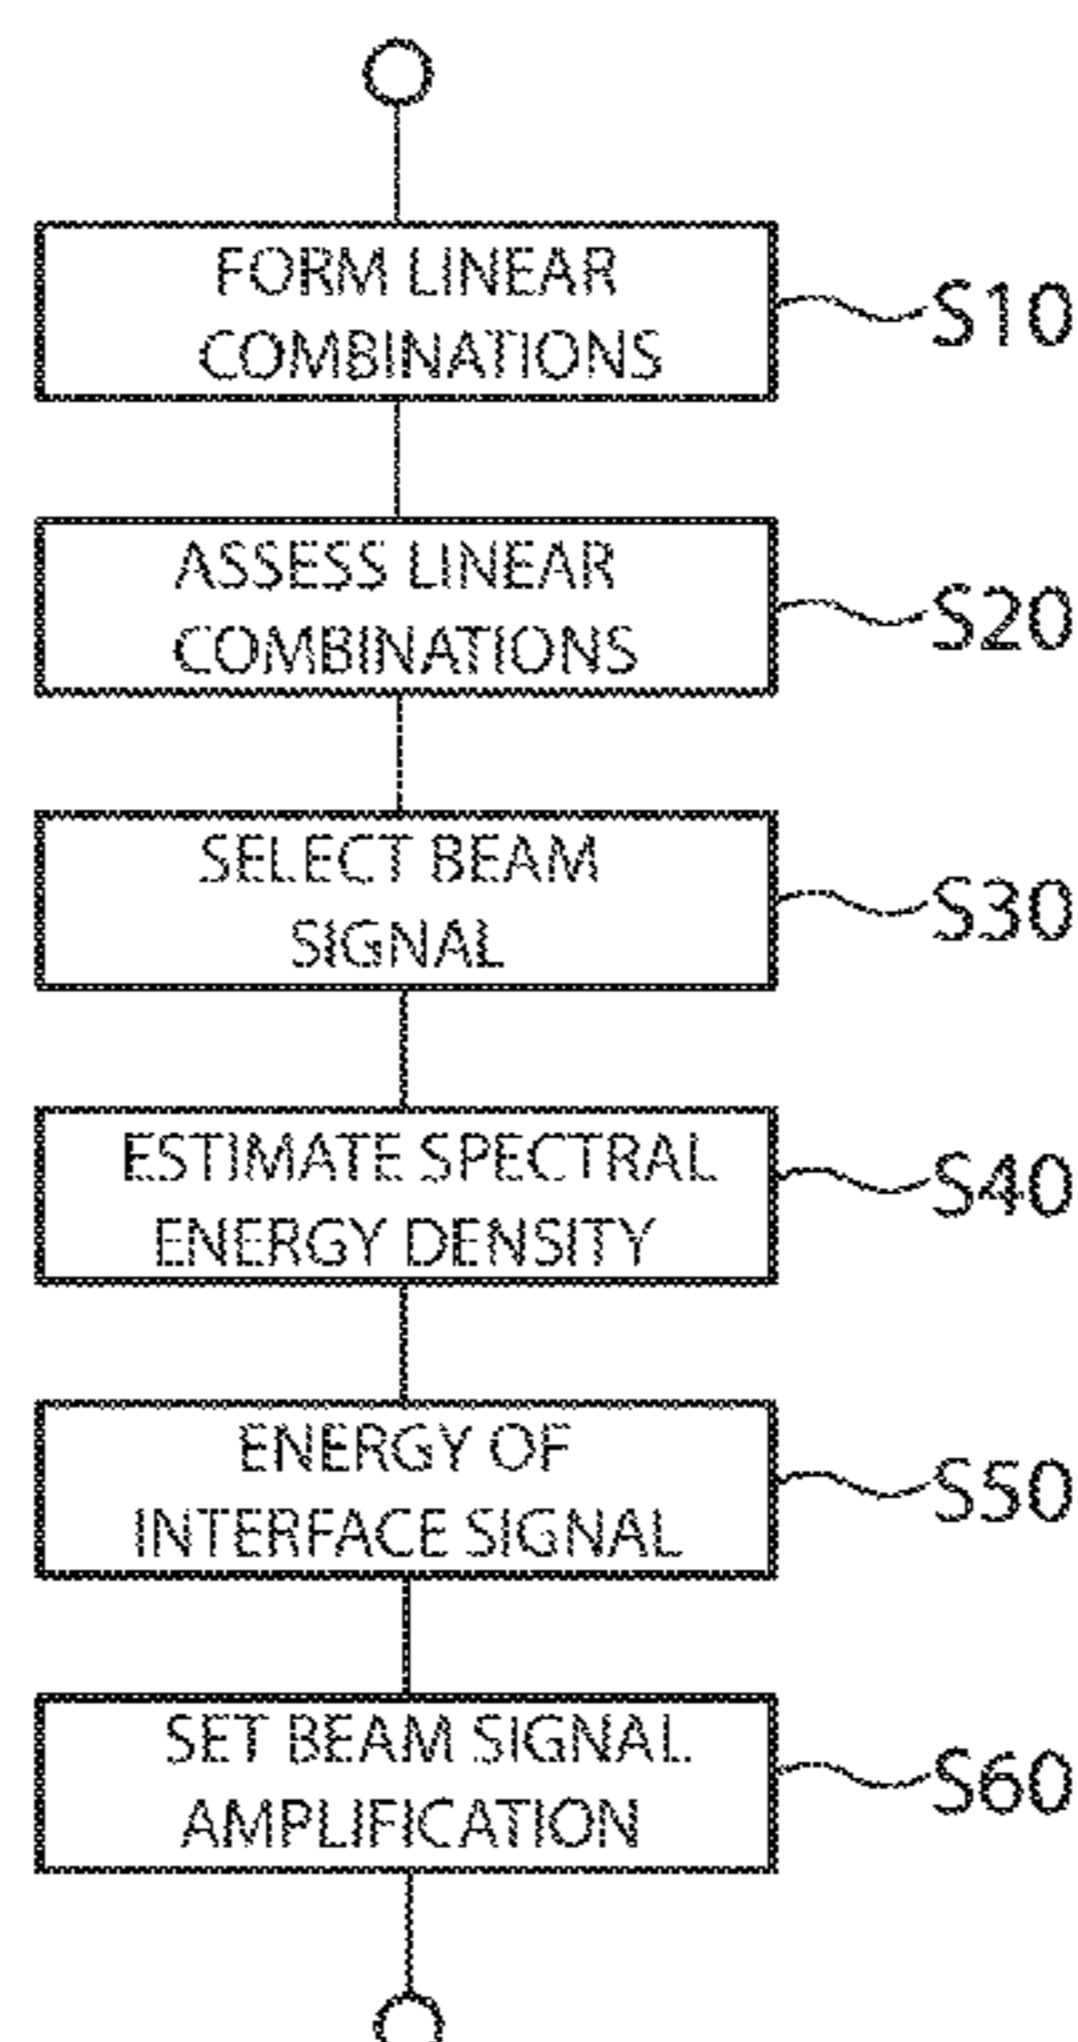 FORM LINEAR
COMBINATIONS
S10
ASSESS LINEAR
COMBINATIONS
S20
SELECT BEAM
SIGNAL
S30
ESTIMATE SPECTRAL
ENERGY DENSITY
S40
ENERGY OF
INTERFACE SIGNAL
S50
SET BEAM SIGNAL
AMPLIFICATION
S60